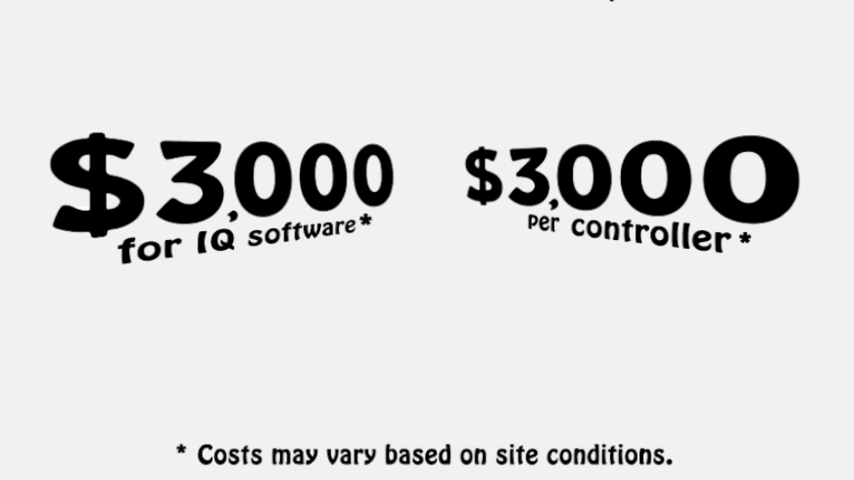 $3,000 $3,000
for IQ software* per controller*
* Costs may vary based on site conditions.